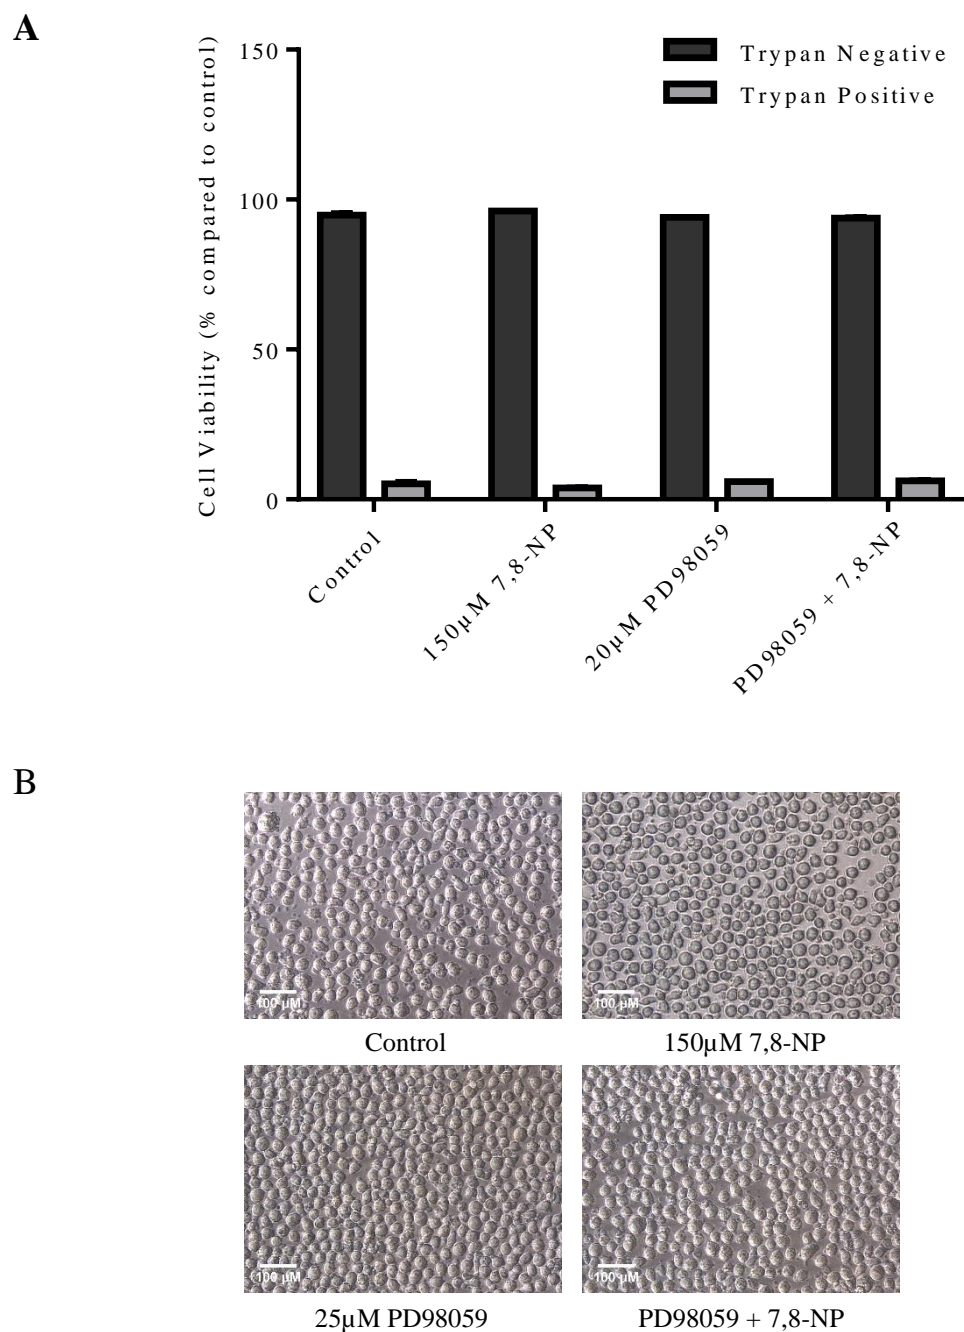 A
Cell Viability (% compared to control)
150
100
50
0
Trypan Negative
Trypan Positive
Control
150µM 7,8-NP
20µM PD98059
PD98059 + 7,8-NP
B
100 µM
100 µM
Control
150µM 7,8-NP
100 µM
100 µM
25µM PD98059
PD98059 + 7,8-NP